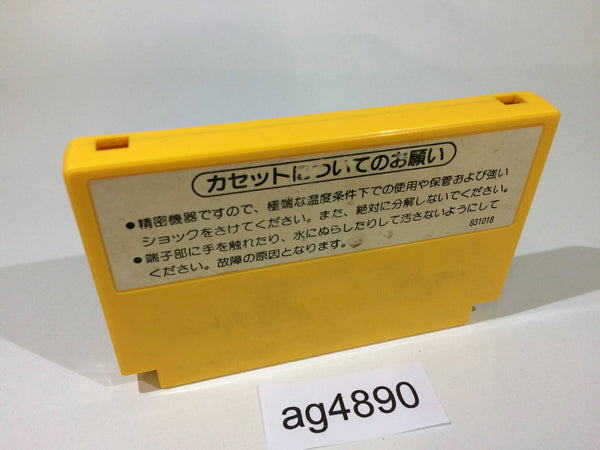 カセットについてのお願い
●精密機器ですので、極端な温度条件下での使用や保管および強い
ショックをさけてください。また、絶対に分解しないでください。
●端子部に手を触れたり、水にぬらしたりして汚さないようにして
ください。故障の原因となります。
831018
ag4890